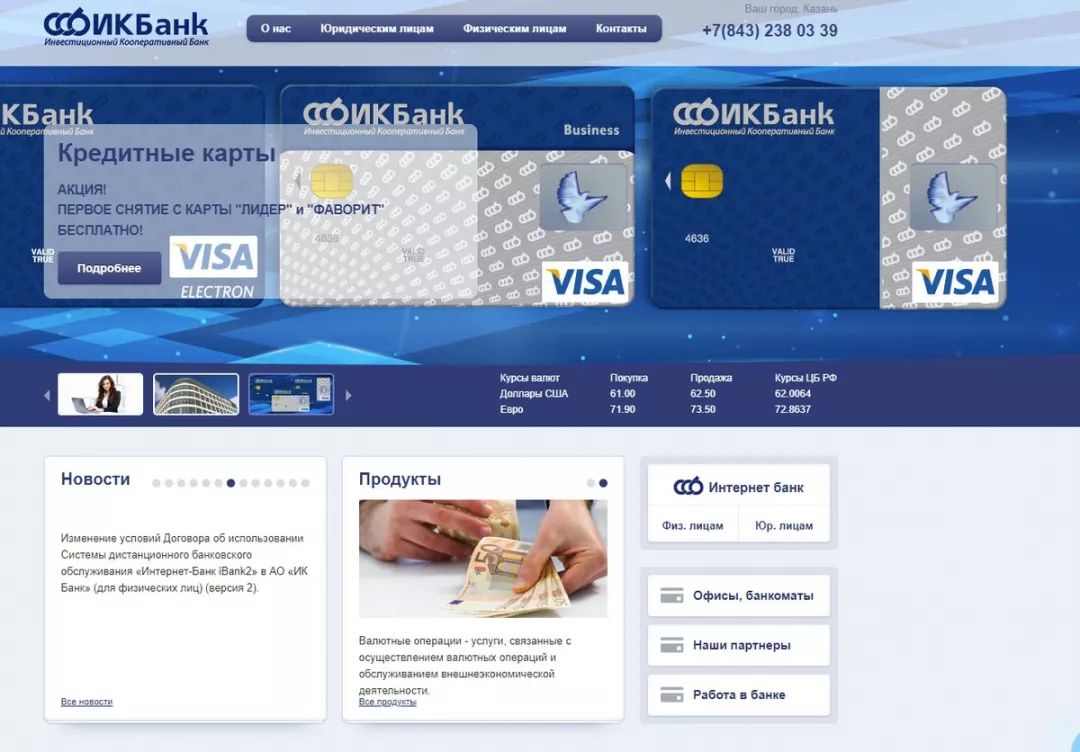 ИКБанк
Инвестиционный Кооперативный Банк
О нас
Юридическим лицам
Физическим лицам
Контакты
Ваш город: Казань
+7(843) 238 03 39
КБанк
й Кооперативный Банк
ИКБанк
Инвестиционный Кооперативный Банк
Business
ИКБанк
Инвестиционный Кооперативный Банк
Кредитные карты
АКЦИЯ!
ПЕРВОЕ СНЯТИЕ С КАРТЫ "ЛИДЕР" и "ФАВОРИТ"
БЕСПЛАТНО!
Подробнее
VALID
TRUE
VISA
ELECTRON
4636
VALID
TRUE
VISA
4636
VALID
TRUE
VISA
Курсы валют Покупка Продажа Курсы ЦБ РФ
Доллары США 61.00 62.50 62.0064
Евро 71.90 73.50 72.8637
Новости
Изменение условий Договора об использовании
Системы дистанционного банковского
обслуживания «Интернет-Банк iBank2» в АО «ИК
Банк» (для физических лиц) (версия 2).
Все новости
Продукты
50
Валютные операции - услуги, связанные с
осуществлением валютных операций и
обслуживанием внешнеэкономической
деятельности.
Все продукты
Интернет банк
Физ. лицам
Юр. лицам
Офисы, банкоматы
Наши партнеры
Работа в банке